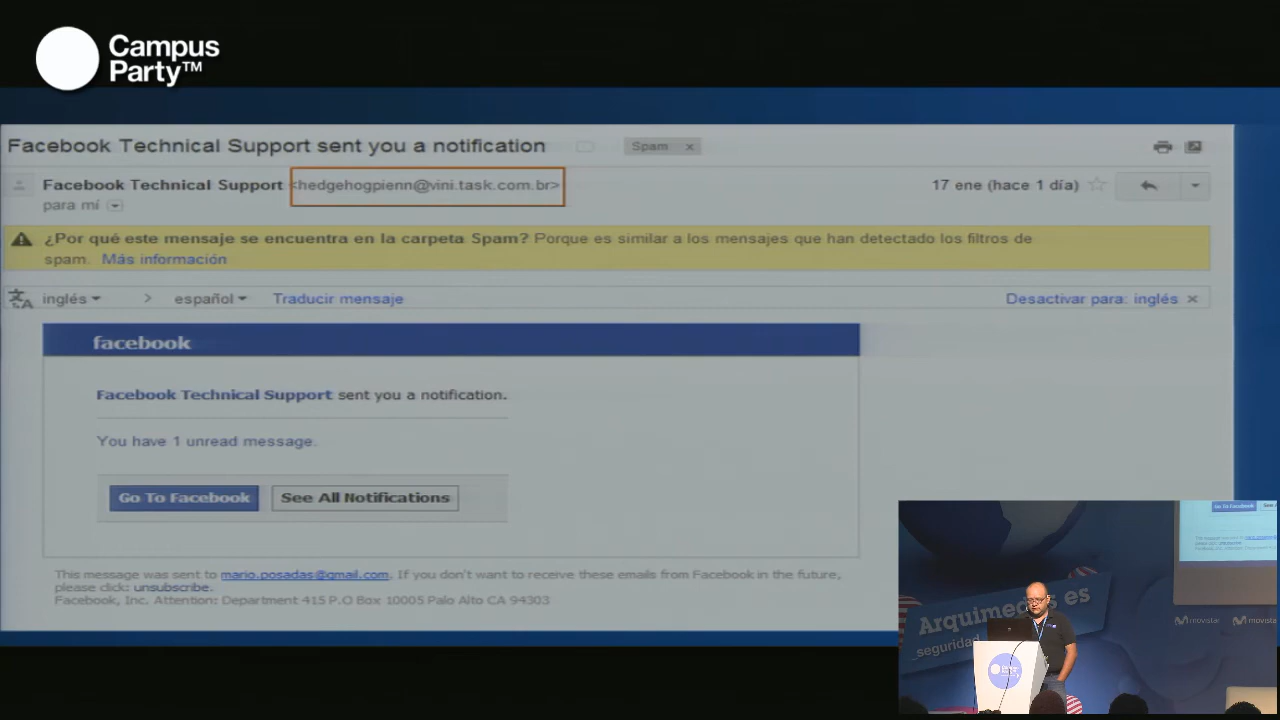 Campus
Party™
Facebook Technical Support sent you a notification
Spam x
Facebook Technical Support <hedgehogpienn@vini.task.com.br>
17 ene (hace 1 día)
para mí
¿Por qué este mensaje se encuentra en la carpeta Spam? Porque es similar a los mensajes que han detectado los filtros de
spam. Más información
inglés > español Traducir mensaje
Desactivar para: inglés x
facebook
Facebook Technical Support sent you a notification.
You have 1 unread message.
Go To Facebook See All Notifications
This message was sent to mario.posadas@gmail.com. If you don't want to receive these emails from Facebook in the future,
please click: unsubscribe.
Facebook, Inc. Attention: Department 415 P.O Box 10005 Palo Alto CA 94303
Go To Facebook
Arquimedes es
_seguridad
movistar movistar